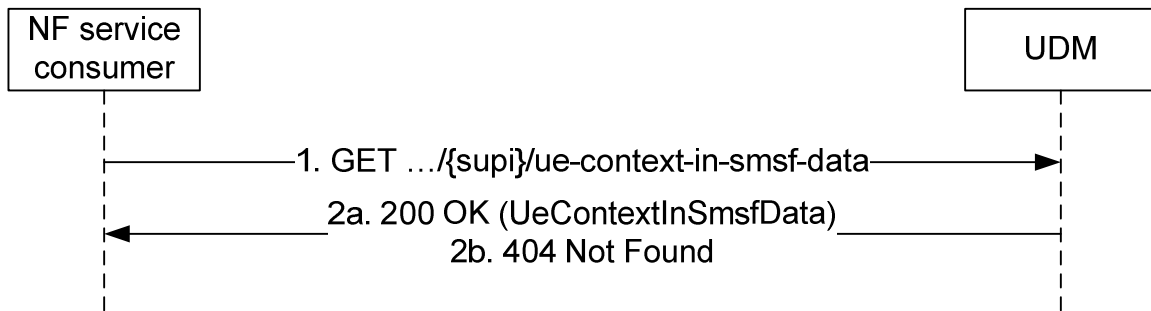 NF service
consumer
UDM
1. GET …/{supi}/ue-context-in-smsf-data
2a. 200 OK (UeContextInSmsfData)
2b. 404 Not Found